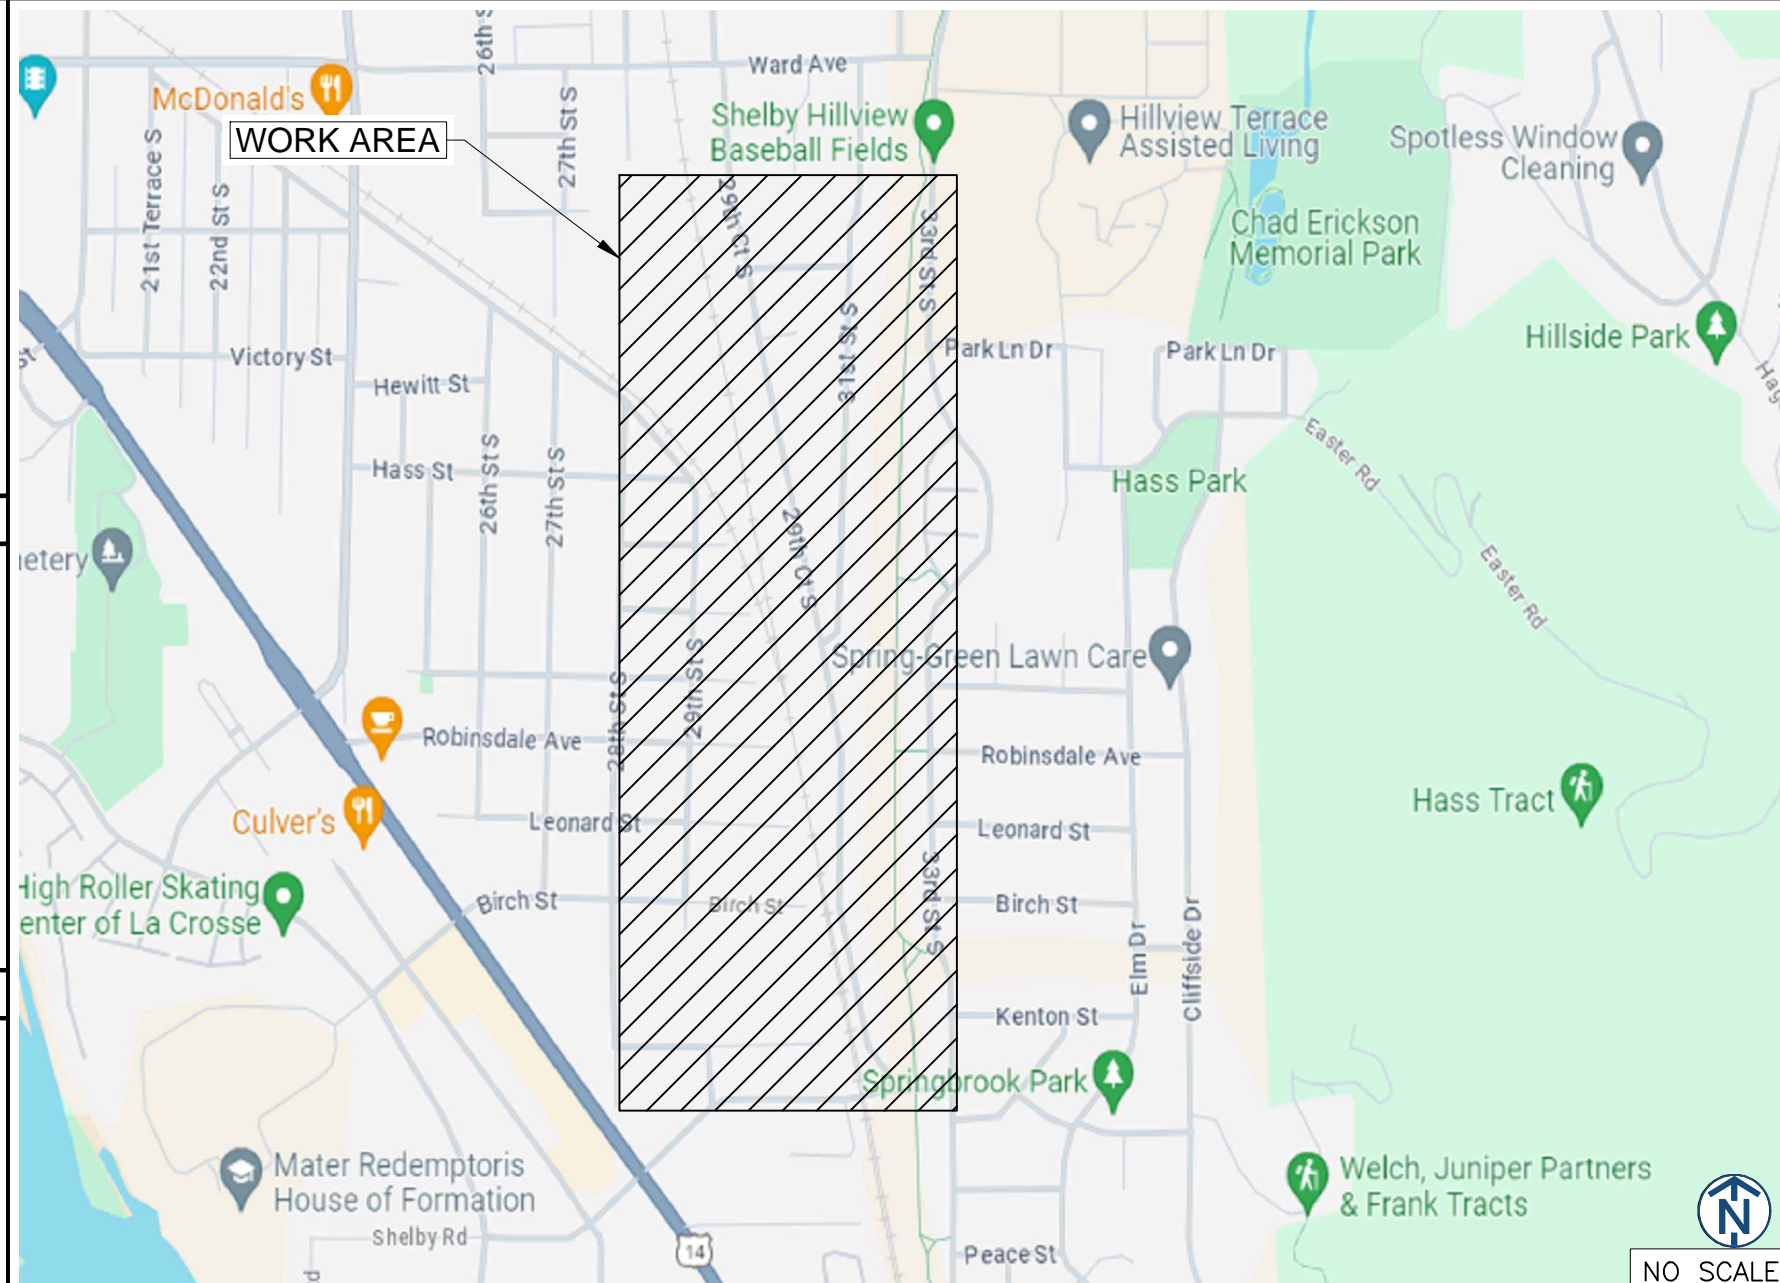 26th S
Ward Ave
McDonald's
WORK AREA
21st Terrace S
22nd St S
27th St S
Shelby Hillview
Baseball Fields
Hillview Terrace
Assisted Living
Spotless Window
Cleaning
29th Ct S
33rd St S
Chad Erickson
Memorial Park
Hillside Park
31st St S
Park Ln Dr
Park Ln Dr
St
Victory St
Hewitt St
Hag
Hass St
26th St S
27th St S
29th Ct S
Hass Park
Easter Rd
Easter Rd
netery
28th St S
29th St S
Spring-Green Lawn Care
Robinsdale Ave
Robinsdale Ave
Hass Tract
Culver's
Leonard St
Leonard St
High Roller Skating
enter of La Crosse
Birch St
Birch St
33rd St S
Birch St
Elm Dr
Cliffside Dr
Kenton St
Springbrook Park
Mater Redemptoris
House of Formation
Welch, Juniper Partners
& Frank Tracts
Shelby Rd
14
Peace St
N
NO SCALE